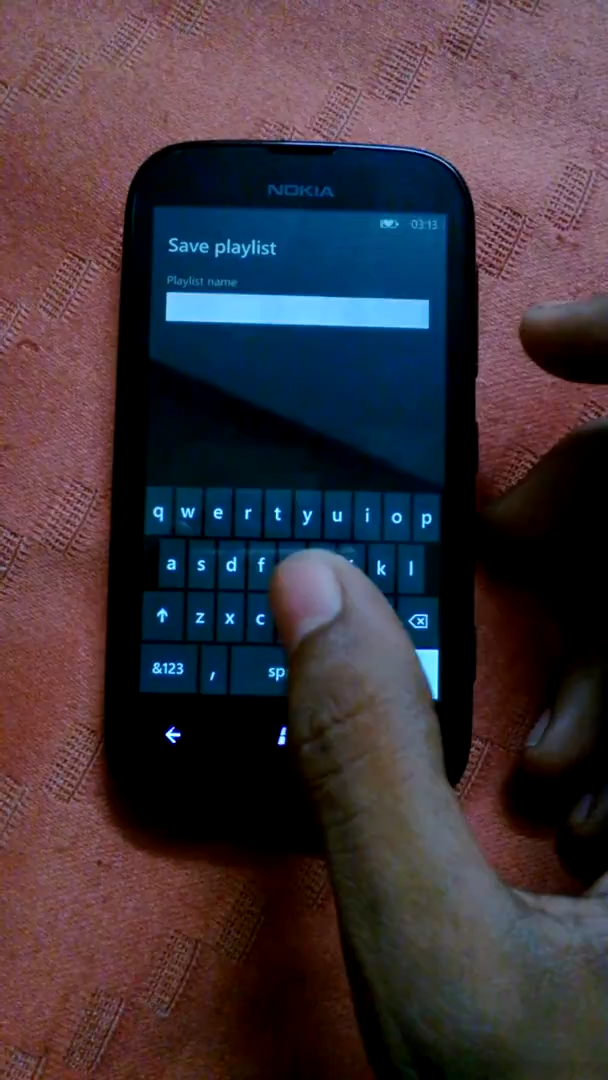 NOKIA
03:13
Save playlist
Playlist name
q w e r t y u i o p
a s d f k l
z x c
&123 , sp